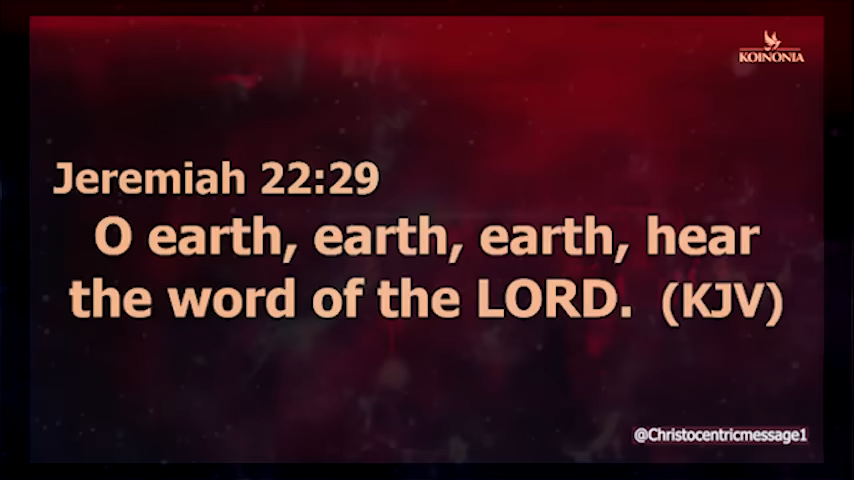 KOINONIA
Jeremiah 22:29
O earth, earth, earth, hear
the word of the LORD. (KJV)
@Christocentricmessage1